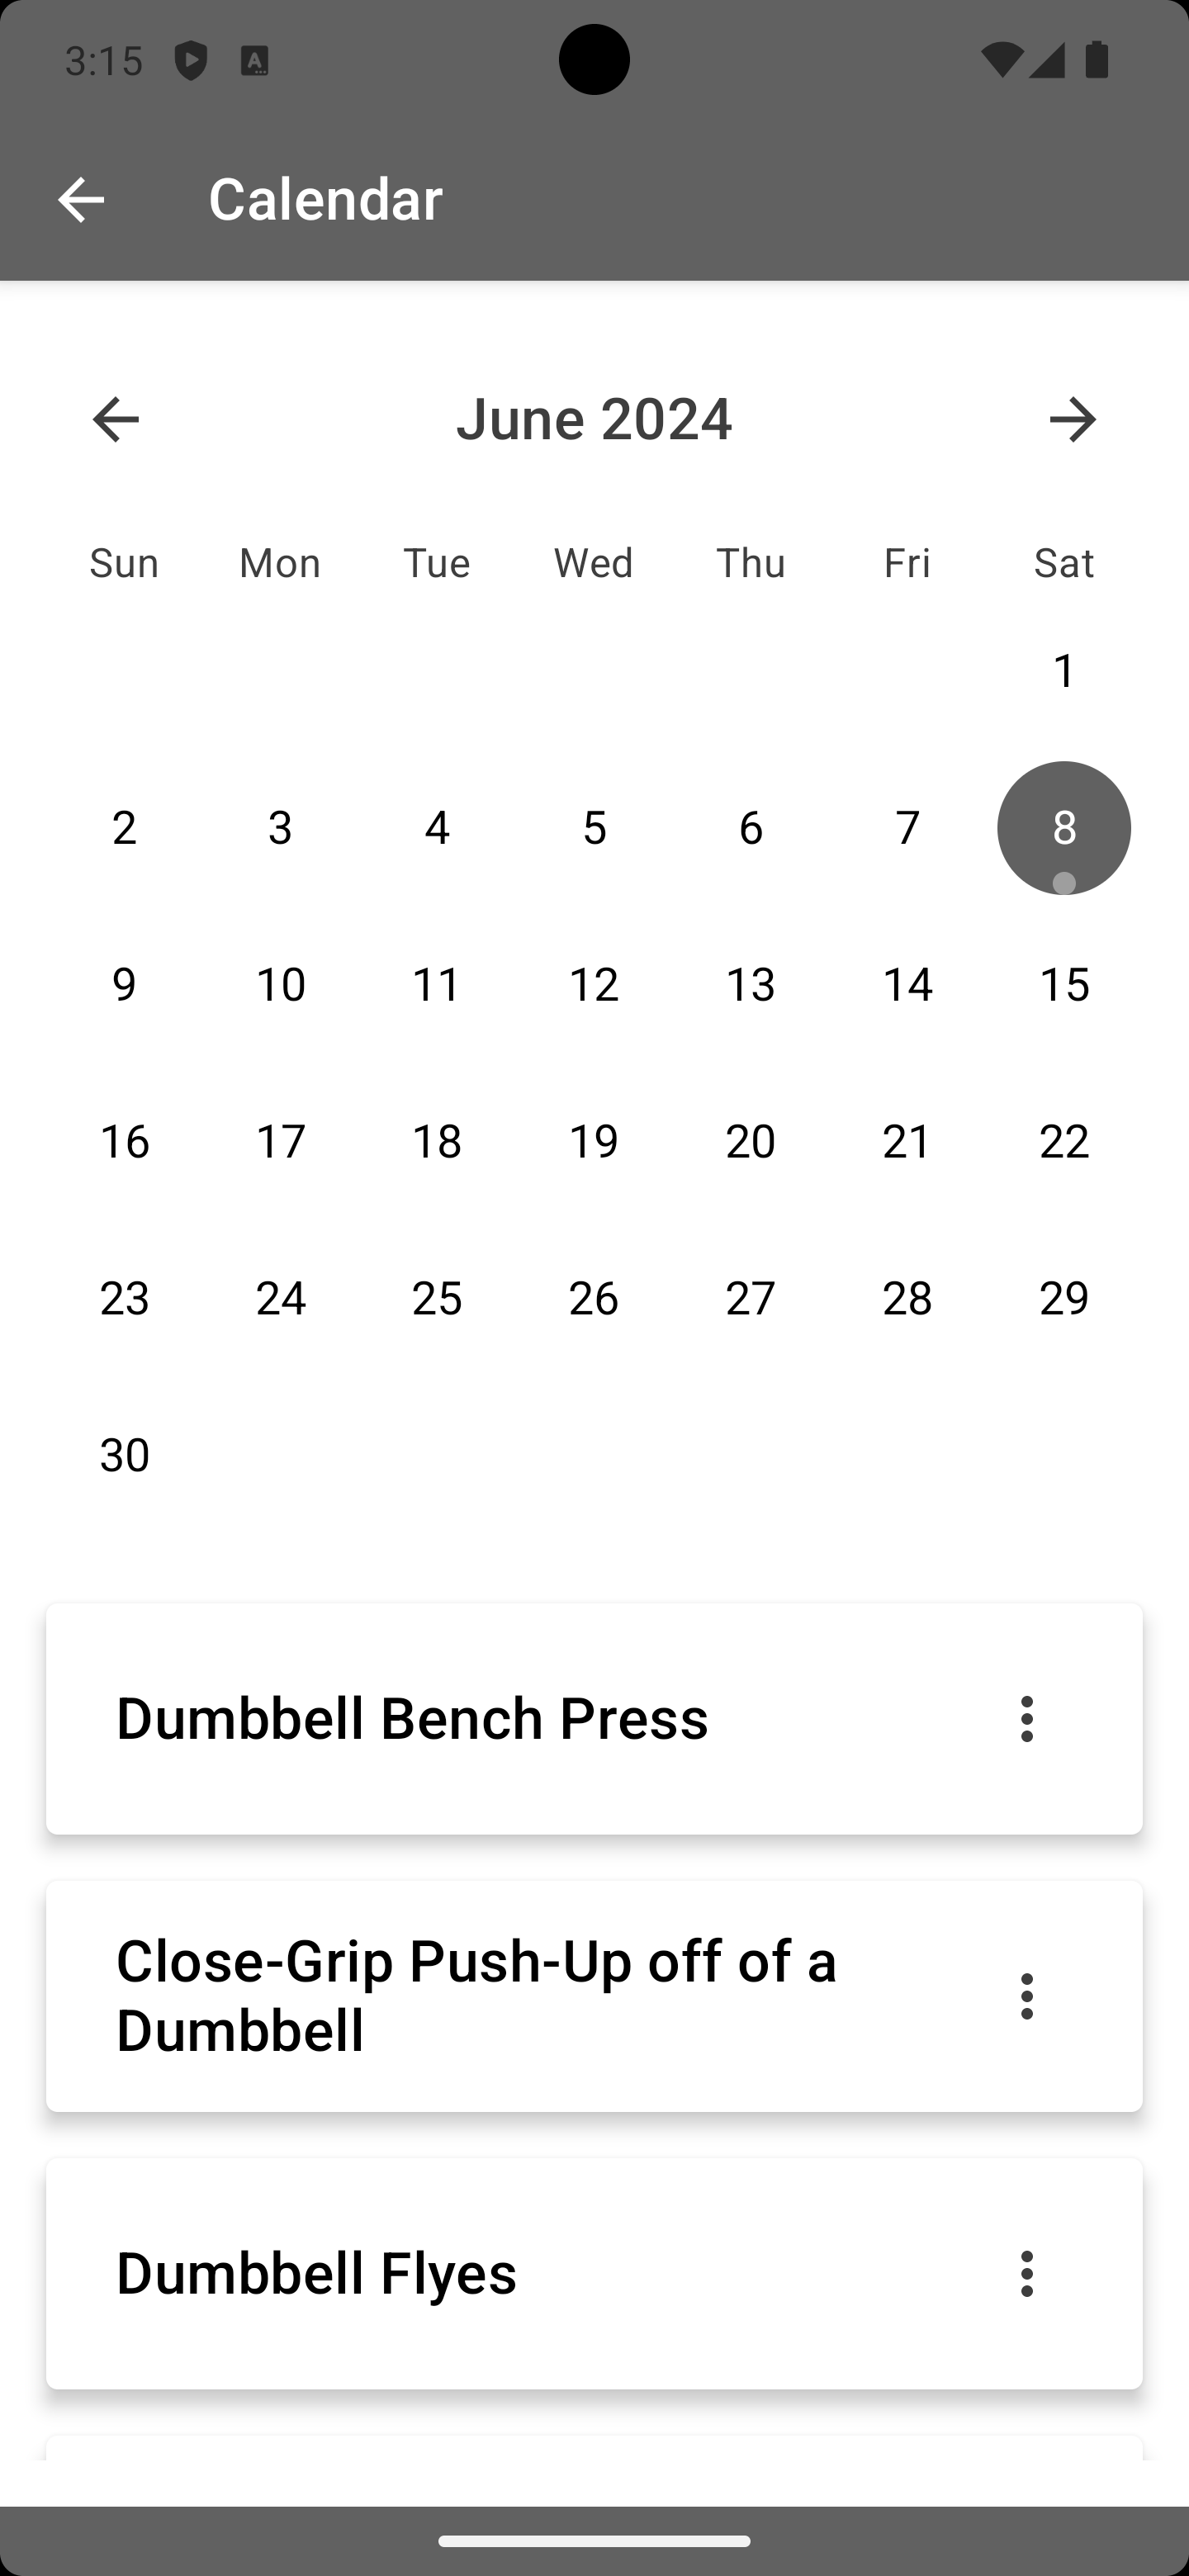 3:15
Calendar
June 2024
Sun Mon Tue Wed Thu Fri Sat
1
2 3 4 5 6 7 8
9 10 11 12 13 14 15
16 17 18 19 20 21 22
23 24 25 26 27 28 29
30
Dumbbell Bench Press
Close-Grip Push-Up off of a
Dumbbell
Dumbbell Flyes